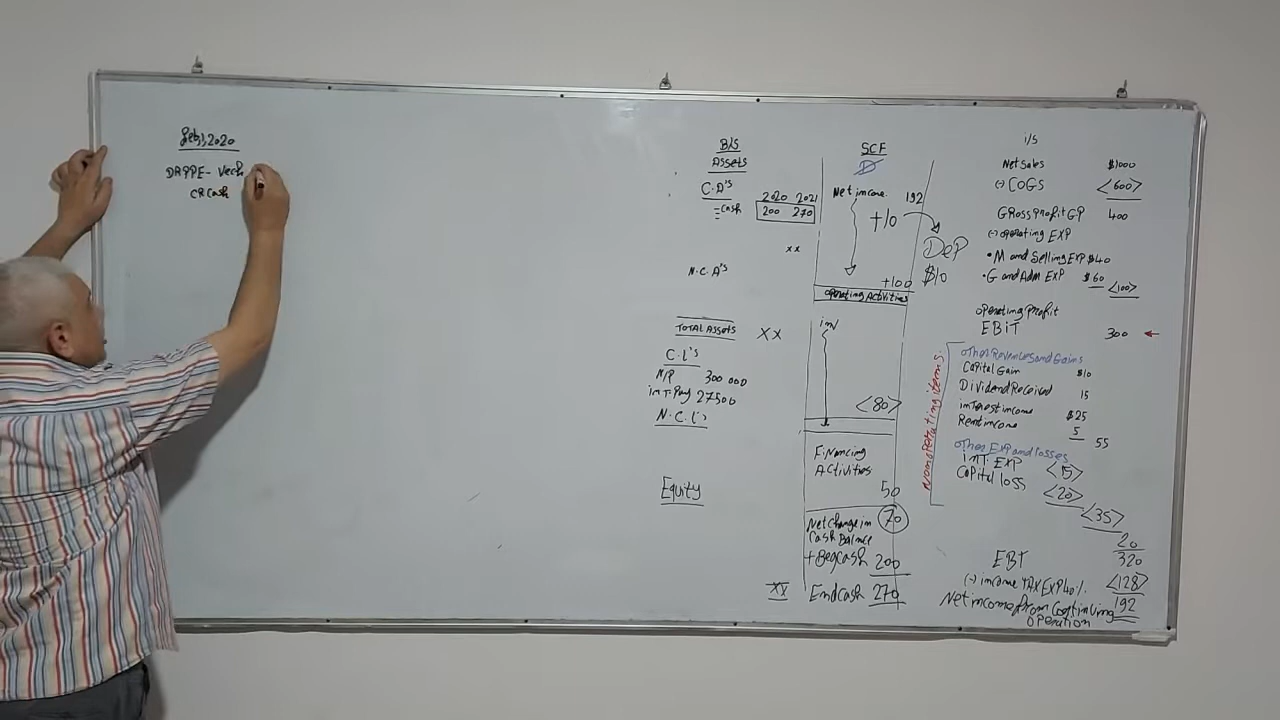 Feb 1, 2020
DR PPE - Veeh
CR Cash
B/S
Assets
C.A's
2020 2021
Cash 200 270
xx
N.C.A's
TOTAL Assets XX
C.L's
N/P 300 000
int. Pay 27500
N.C.L's
Equity
XX
SCF
D
Net income 192
+10
+100
operating Activities
inv
<80>
Financing
Activities
50
Net change in 70
Cash Balance
+ Beg cash 200
End cash 270
DeP
$10
i/s
Net Sales $1000
(-) COGS <600>
Gross profit GP 400
(-) operating EXP
• M and Selling Exp $40
• G and Adm EXP $60 <100>
operating profit
EBIT 300 ←
Nonoperating items.
other Revenues and Gains
Capital Gain $10
Dividend Received 15
interest income $25
Rent income 5 55
other Exp and losses
INT EXP <15>
Capital loss <20>
<35>
20
EBT 320
(-) income TAX EXP 40% <128>
Net income from Continuing 192
operation